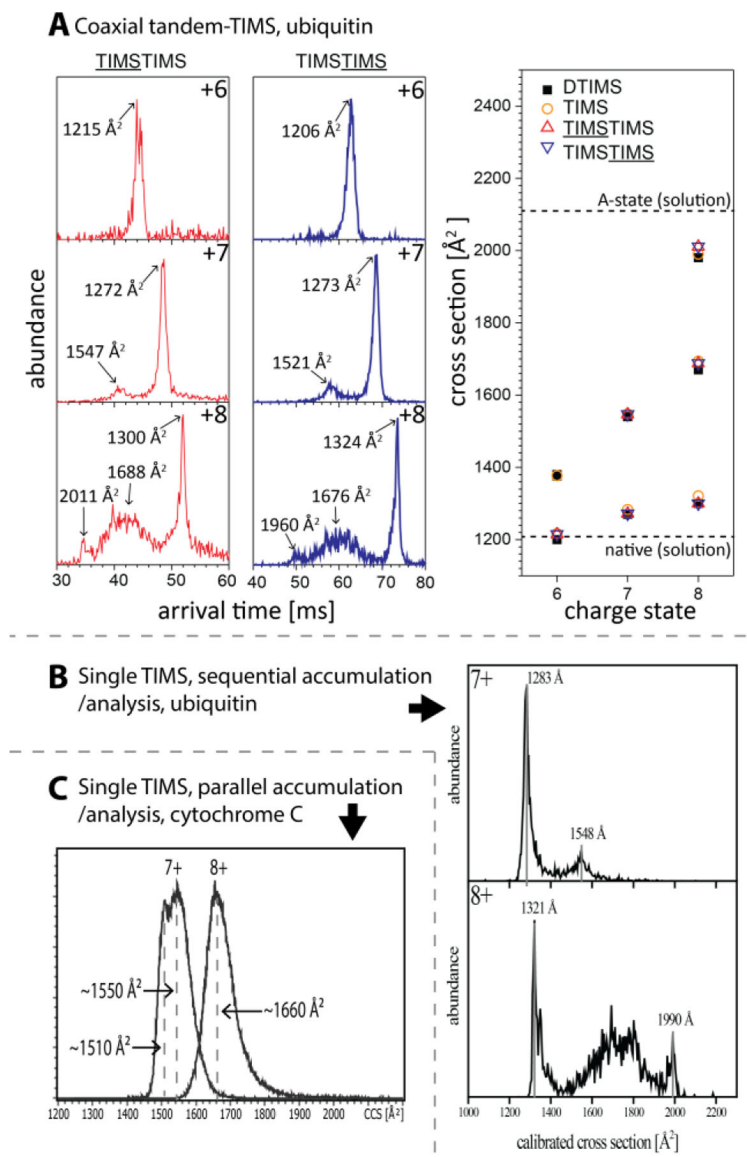 A Coaxial tandem-TIMS, ubiquitin
TIMSTIMS
+6
1215 Å²
+7
1272 Å²
1547 Å²
+8
1300 Å²
1688 Å²
2011 Å²
30 40 50 60
abundance
TIMSTIMS
+6
1206 Å²
+7
1273 Å²
1521 Å²
+8
1324 Å²
1676 Å²
1960 Å²
40 50 60 70 80
arrival time [ms]
cross section [Å²]
2400
2200
2000
1800
1600
1400
1200
DTIMS
TIMS
TIMSTIMS
TIMSTIMS
A-state (solution)
native (solution)
6 7 8
charge state
B Single TIMS, sequential accumulation
/analysis, ubiquitin
7+
1283 Å
1548 Å
abundance
8+
1321 Å
1990 Å
abundance
1000 1200 1400 1600 1800 2000 2200
calibrated cross section [Å²]
C Single TIMS, parallel accumulation
/analysis, cytochrome C
7+ 8+
~1550 Å²
~1660 Å²
~1510 Å²
1200 1300 1400 1500 1600 1700 1800 1900 2000 CCS [Å²]